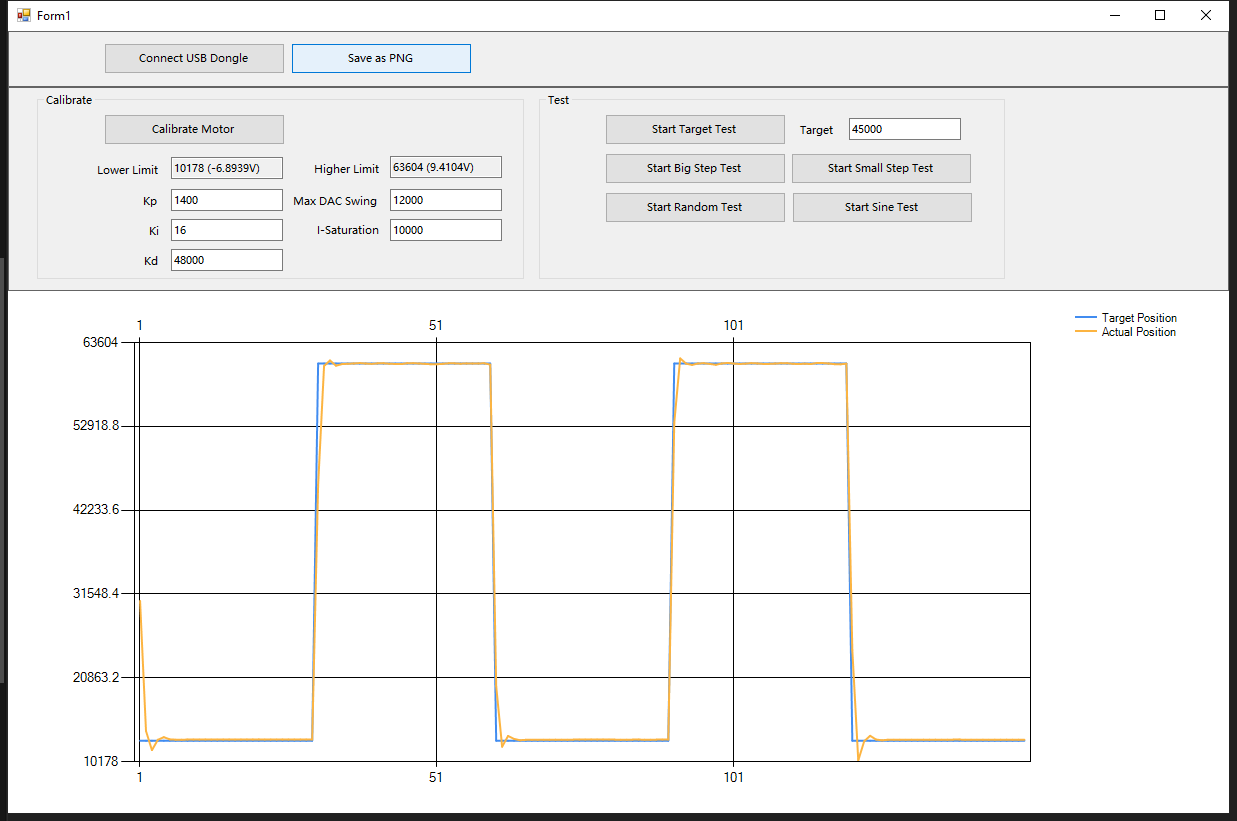 Form1
Connect USB Dongle
Save as PNG
Calibrate
Calibrate Motor
Lower Limit 10178 (-6.8939V) Higher Limit 63604 (9.4104V)
Kp 1400 Max DAC Swing 12000
Ki 16 I-Saturation 10000
Kd 48000
Test
Start Target Test Target 45000
Start Big Step Test Start Small Step Test
Start Random Test Start Sine Test
Target Position
Actual Position
1 51 101
63604
52918.8
42233.6
31548.4
20863.2
10178
1 51 101